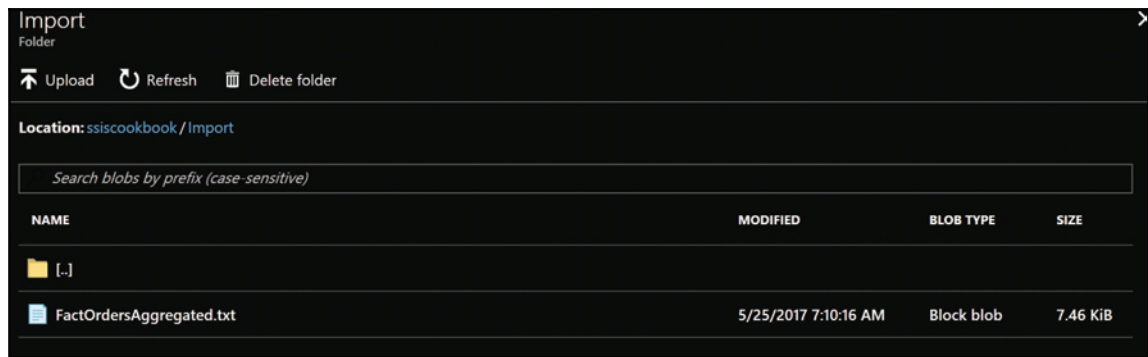 Import
Folder
Upload Refresh Delete folder
Location: ssiscookbook / Import
Search blobs by prefix (case-sensitive)
NAME MODIFIED BLOB TYPE SIZE
[..]
FactOrdersAggregated.txt 5/25/2017 7:10:16 AM Block blob 7.46 KiB